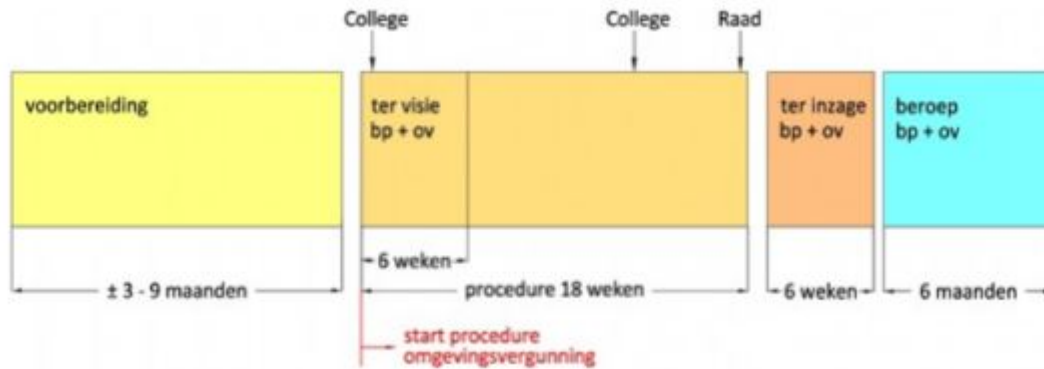 College
College
Raad
voorbereiding
ter visie
bp + ov
ter inzage
bp + ov
beroep
bp + ov
6 weken
± 3 - 9 maanden
procedure 18 weken
6 weken
6 maanden
start procedure
omgevingsvergunning